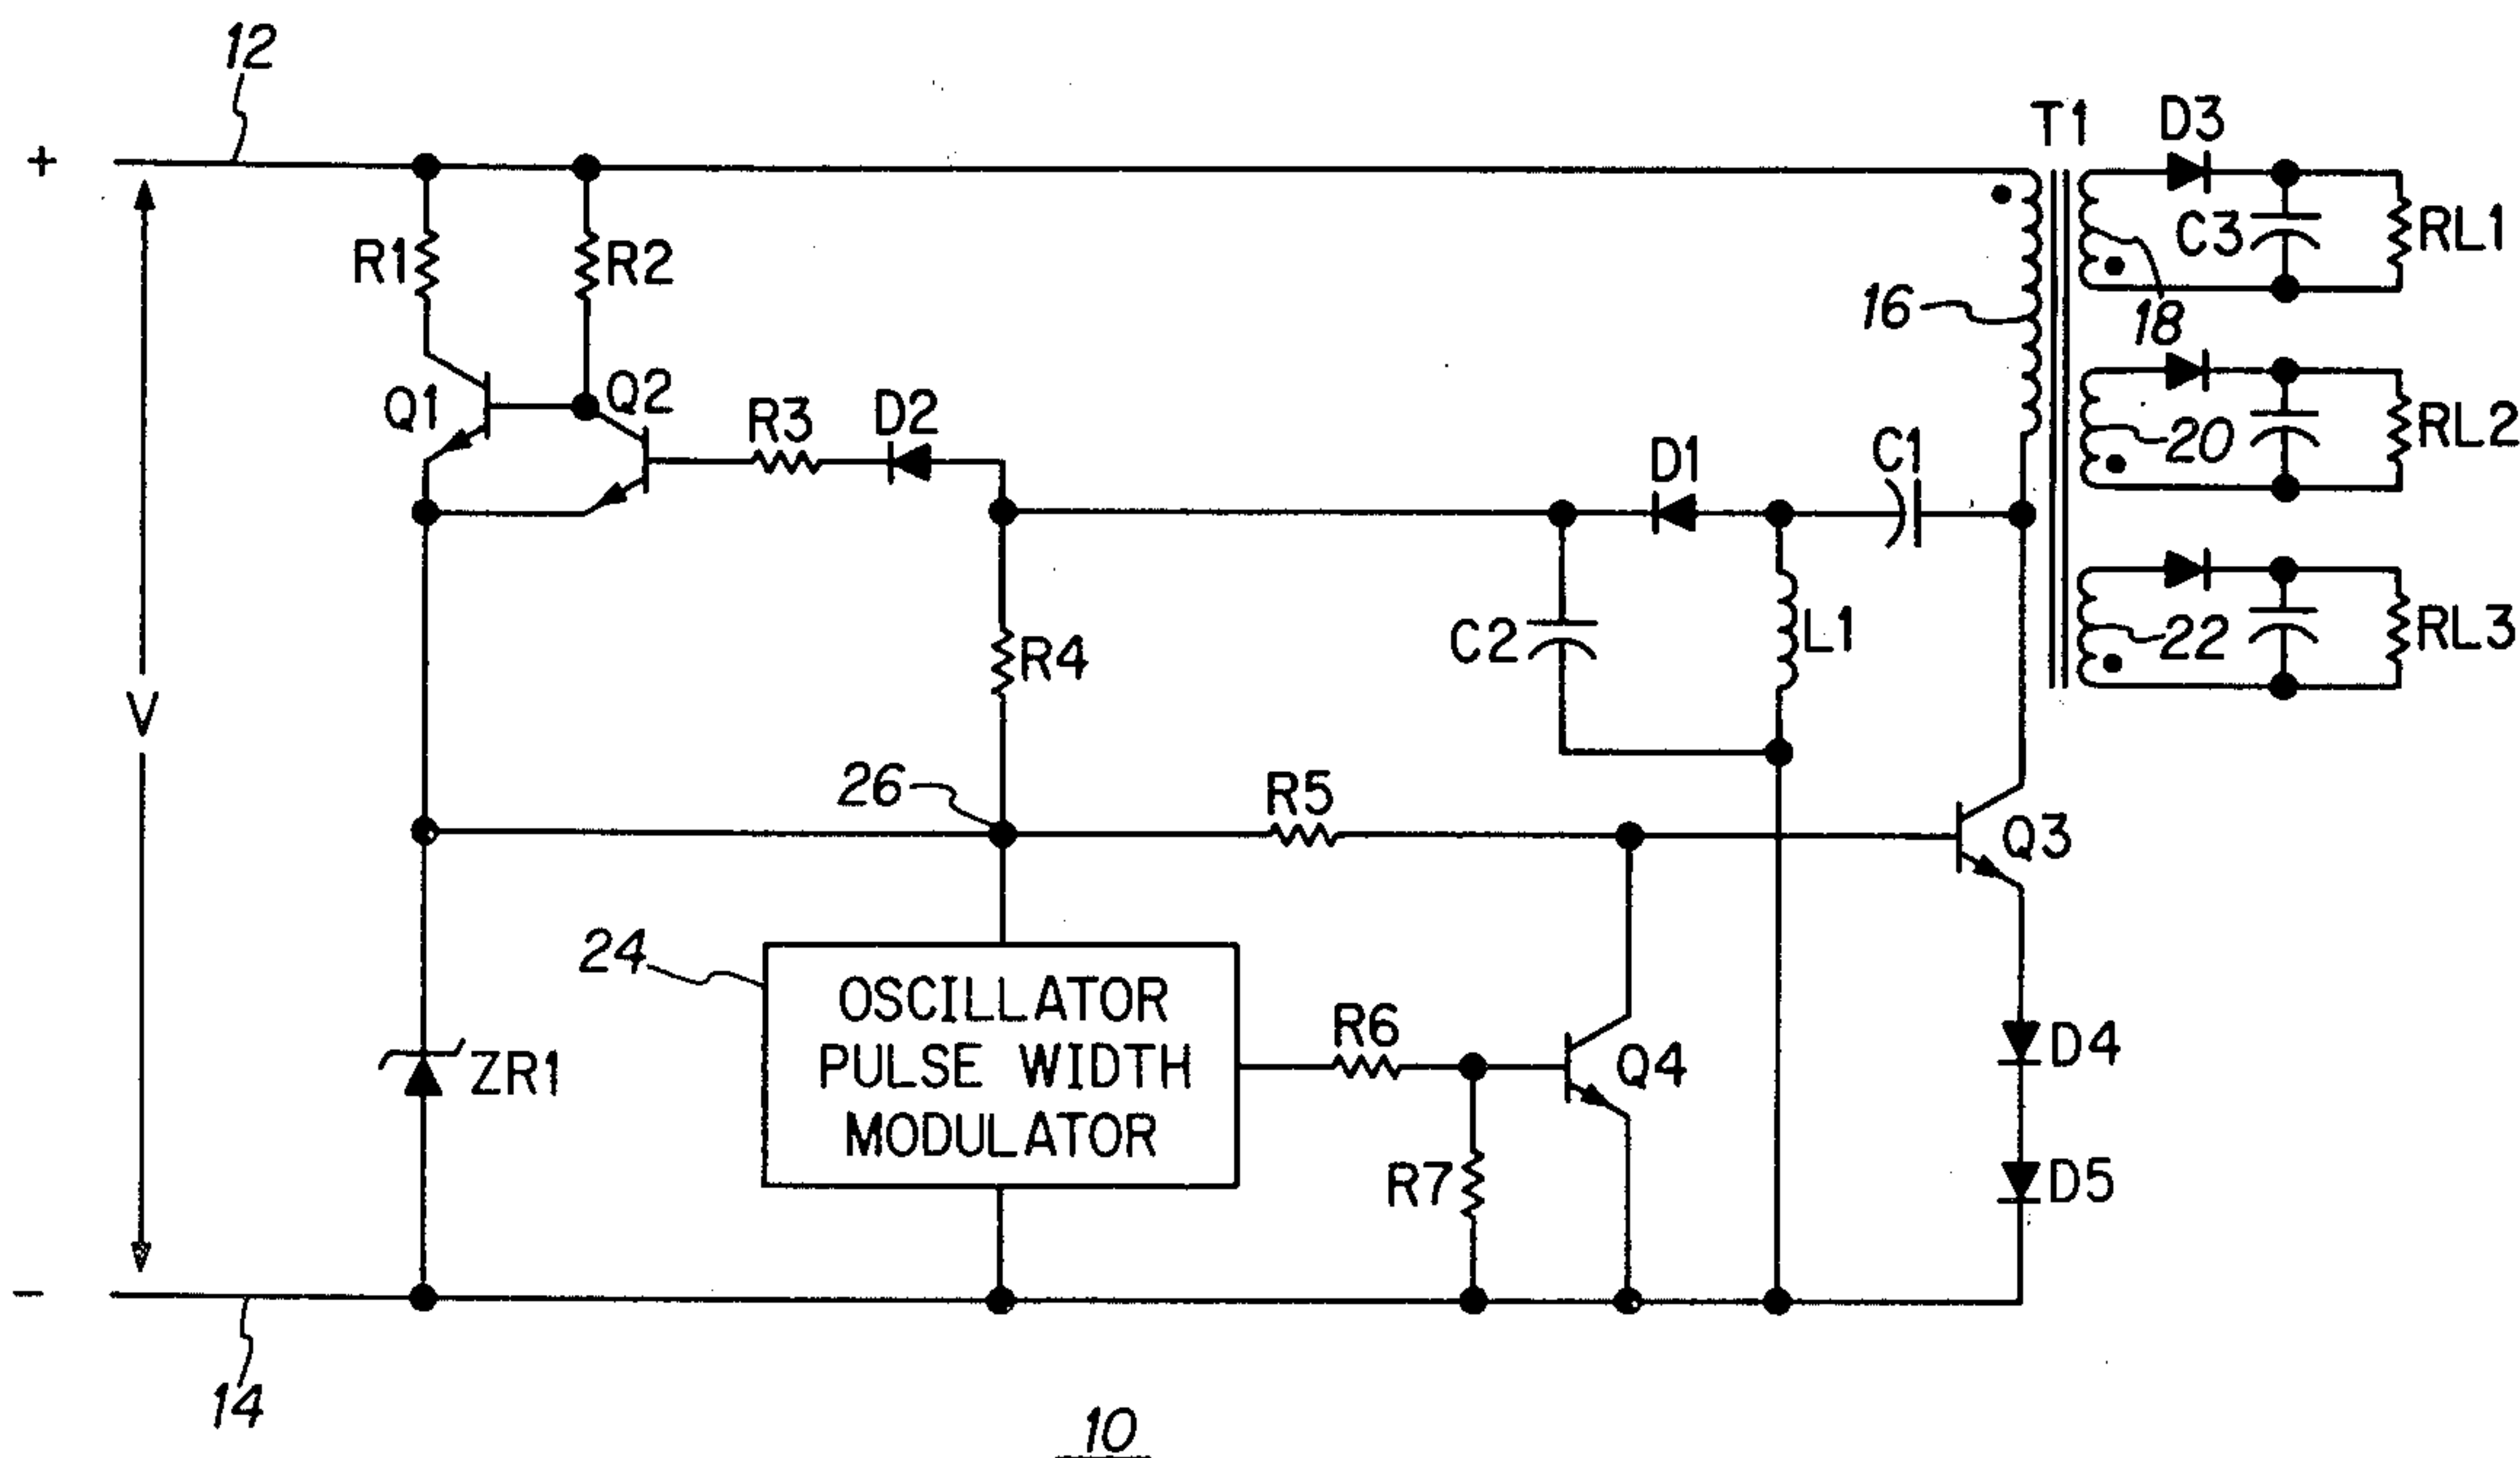 12
+
T1
D3
R1
R2
C3
RL1
16
18
Q1
Q2
R3
D2
D1
C1
20
RL2
C2
L1
R4
22
RL3
V
26
R5
Q3
24
OSCILLATOR
PULSE WIDTH
MODULATOR
ZR1
R6
Q4
D4
R7
D5
-
14
10